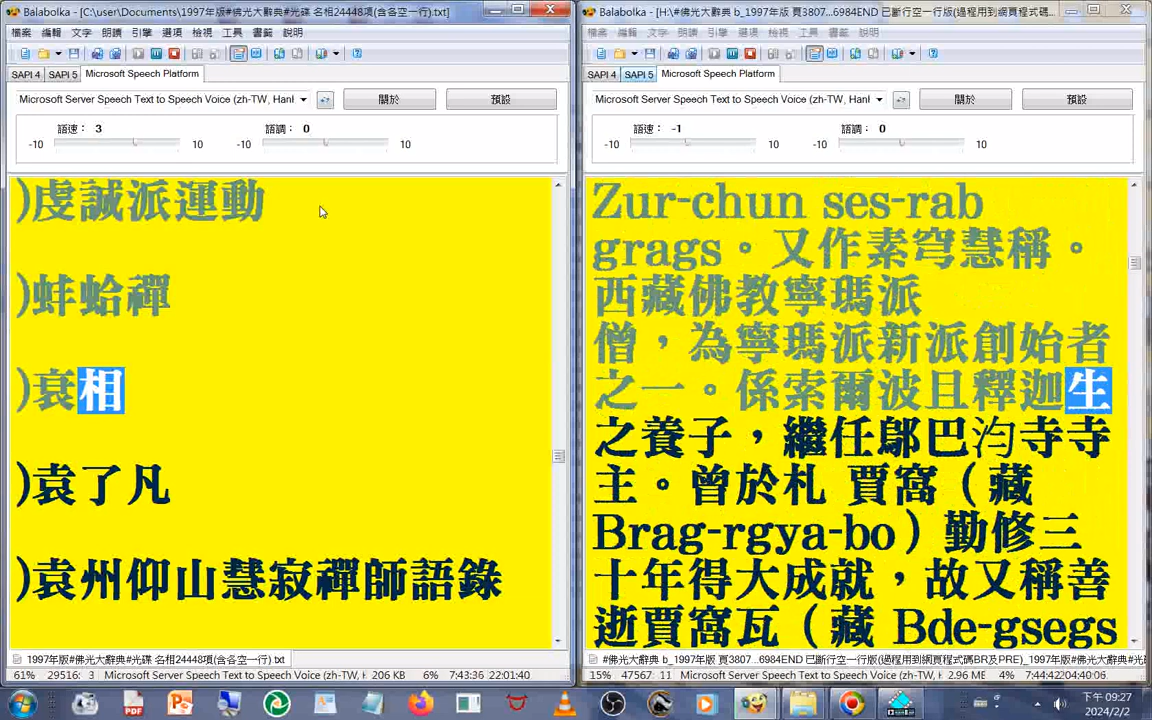 Balabolka - [C:\user\Documents\1997年版#佛光大辭典#光碟 名相24448項(含各空一行).txt]
檔案 編輯 文字 朗讀 引擎 選項 檢視 工具 書籤 說明
SAPI 4 SAPI 5 Microsoft Speech Platform
Microsoft Server Speech Text to Speech Voice (zh-TW, Hanl
關於 預設
語速： 3 語調： 0
-10 10 -10 10
)虔誠派運動
)蚌蛤禪
)衰相
)袁了凡
)袁州仰山慧寂禪師語錄
1997年版#佛光大辭典#光碟 名相24448項(含各空一行).txt
61% 29516: 3 Microsoft Server Speech Text to Speech Voice (zh-TW, H 206 KB 6% 7:43:36 22:01:40
Balabolka - [H:\#佛光大辭典 b_1997年版 頁3807...6984END 已斷行空一行版(過程用到網頁程式碼
檔案 編輯 文字 朗讀 引擎 選項 檢視 工具 書籤 說明
SAPI 4 SAPI 5 Microsoft Speech Platform
Microsoft Server Speech Text to Speech Voice (zh-TW, Hanl
關於 預設
語速： -1 語調： 0
-10 10 -10 10
Zur-chun ses-rab
grags。又作素穹慧稱。
西藏佛教寧瑪派
僧，為寧瑪派新派創始者
之一。係索爾波且釋迦生
之養子，繼任鄔巴沟寺寺
主。曾於札 賈窩（藏
Brag-rgya-bo）勤修三
十年得大成就，故又稱善
逝賈窩瓦（藏 Bde-gsegs
#佛光大辭典 b_1997年版 頁3807...6984END 已斷行空一行版(過程用到網頁程式碼BR及PRE)_1997年版#光
15% 47567: 11 Microsoft Server Speech Text to Speech Voice (zh-TW, H 2.96 ME 4% 7:44:42 204:40:06
下午 09:27
2024/2/2